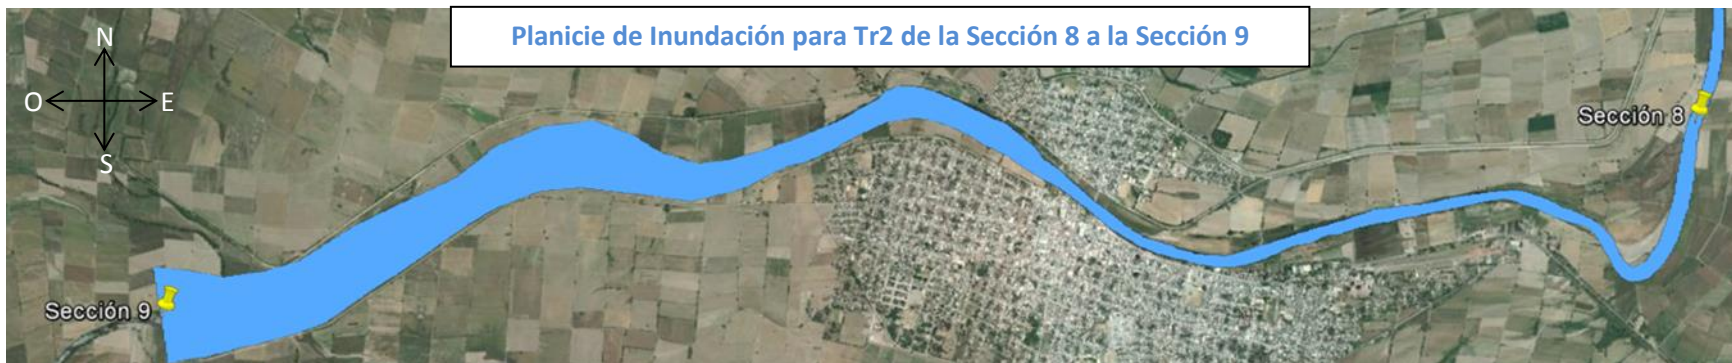 Planicie de Inundación para Tr2 de la Sección 8 a la Sección 9
N
O E
S
Sección 8
Sección 9